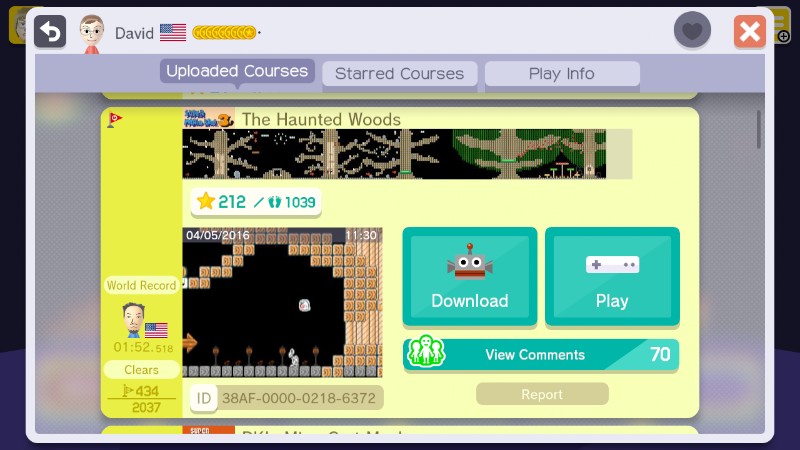 David
Uploaded Courses
Starred Courses
Play Info
The Haunted Woods
212 / 1039
04/05/2016 11:30
Download
Play
World Record
01:52.518
View Comments 70
Clears
434
2037
ID 38AF-0000-0218-6372
Report